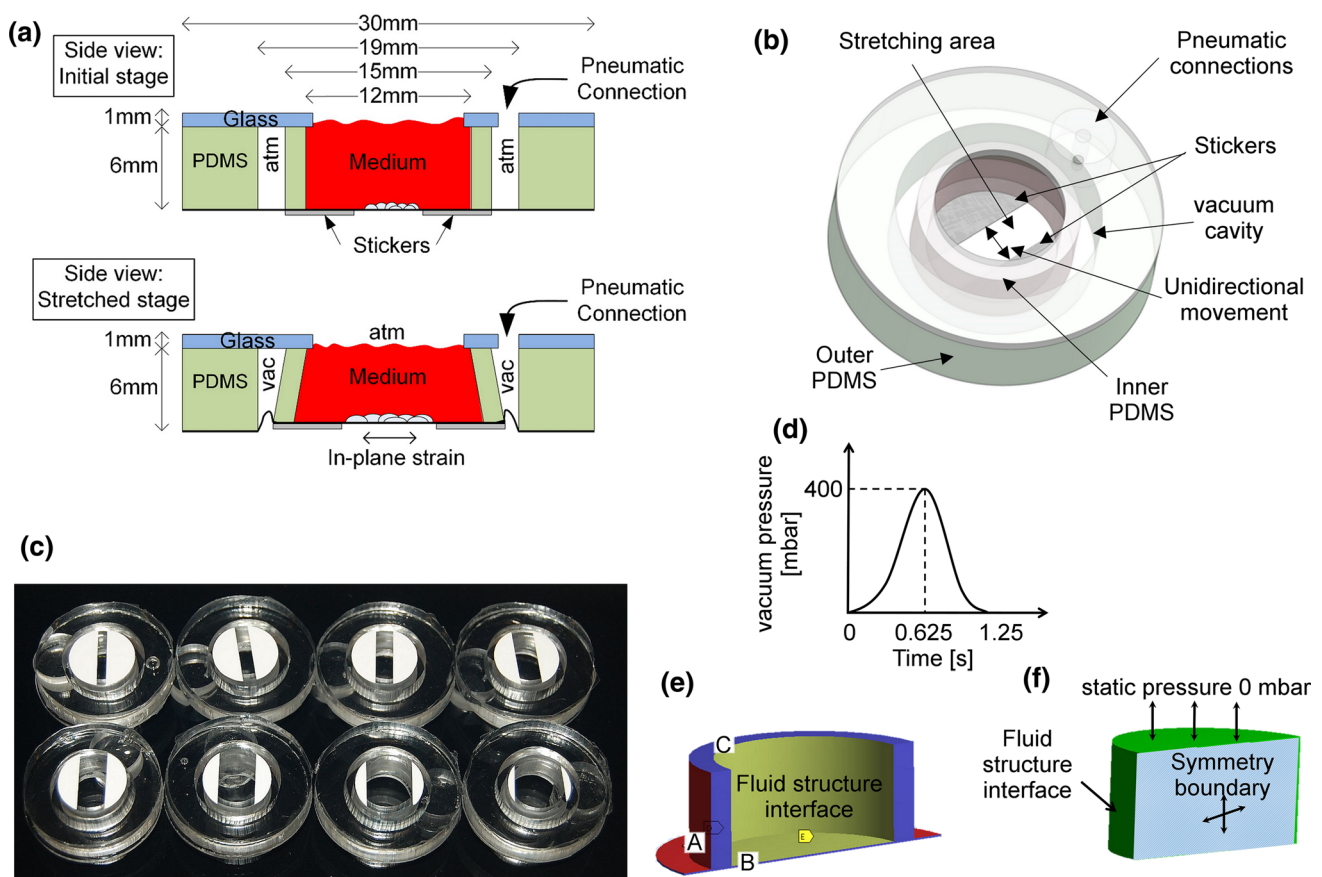 (a)
Side view:
Initial stage
30mm
19mm
15mm
12mm
Pneumatic
Connection
1mm
Glass
6mm
PDMS
atm
Medium
atm
Stickers
Side view:
Stretched stage
Pneumatic
Connection
atm
1mm
Glass
6mm
PDMS
vac
Medium
vac
In-plane strain
(b)
Stretching area
Pneumatic
connections
Stickers
vacuum
cavity
Unidirectional
movement
Outer
PDMS
Inner
PDMS
(c)
(d)
vacuum pressure
[mbar]
400
0
0.625
1.25
Time [s]
(e)
C
Fluid structure
interface
A
B
E
(f)
static pressure 0 mbar
Fluid
structure
interface
Symmetry
boundary